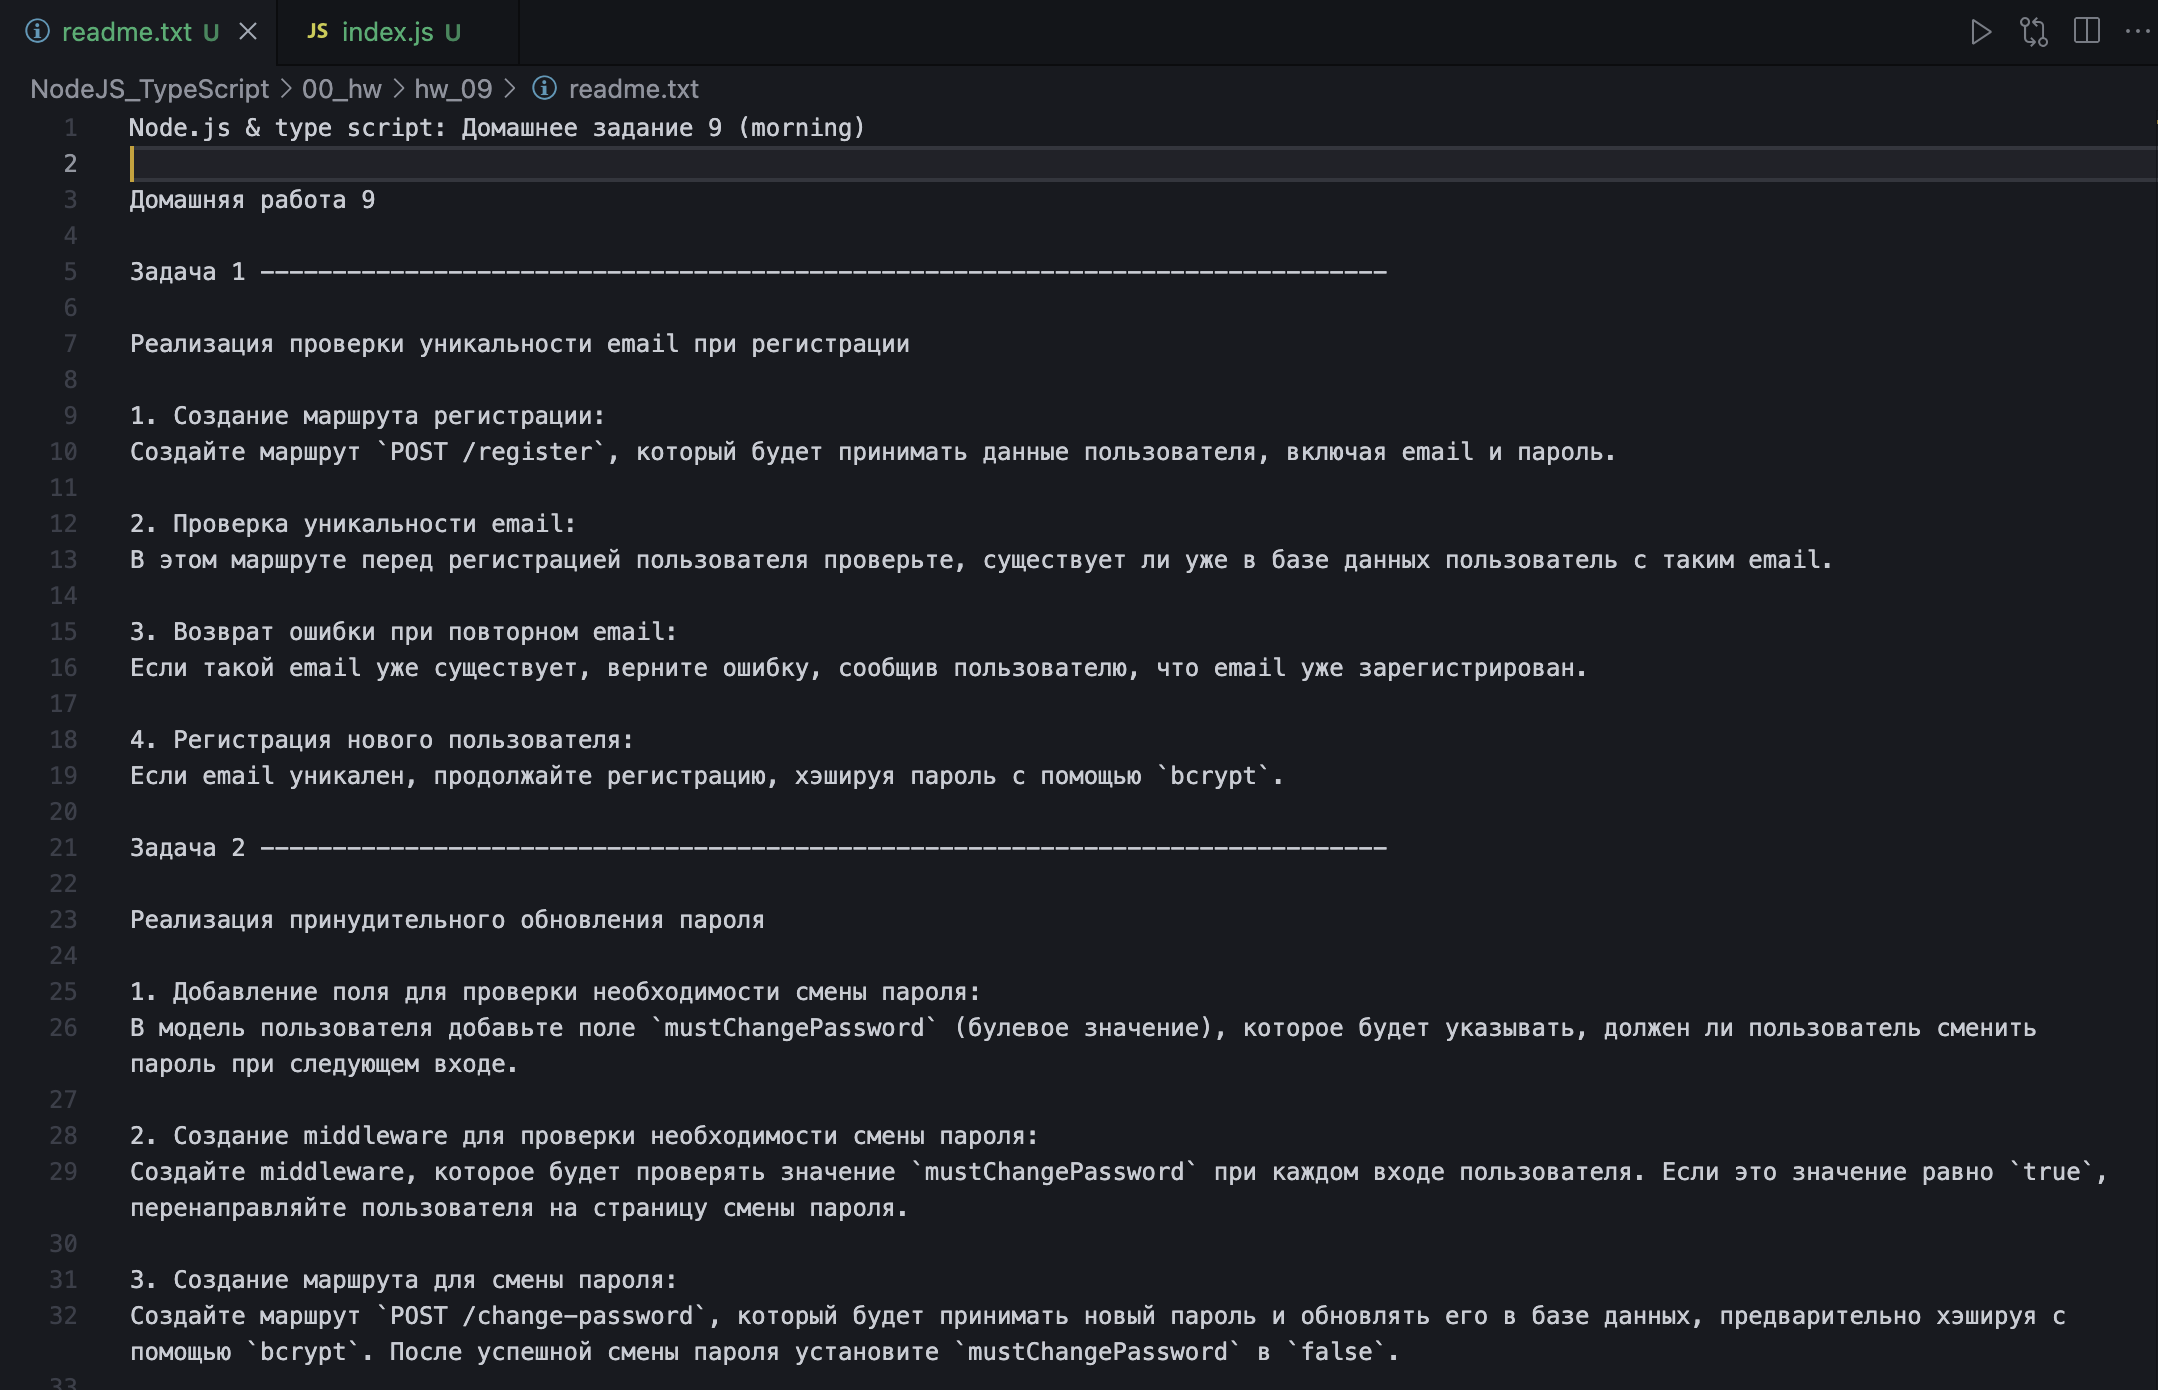 readme.txt U
JS index.js U
NodeJS_TypeScript > 00_hw > hw_09 > readme.txt
1 Node.js & type script: Домашнее задание 9 (morning)
2
3 Домашняя работа 9
4
5 Задача 1 ------------------------------------------------------------------------------
6
7 Реализация проверки уникальности email при регистрации
8
9 1. Создание маршрута регистрации:
10 Создайте маршрут `POST /register`, который будет принимать данные пользователя, включая email и пароль.
11
12 2. Проверка уникальности email:
13 В этом маршруте перед регистрацией пользователя проверьте, существует ли уже в базе данных пользователь с таким email.
14
15 3. Возврат ошибки при повторном email:
16 Если такой email уже существует, верните ошибку, сообщив пользователю, что email уже зарегистрирован.
17
18 4. Регистрация нового пользователя:
19 Если email уникален, продолжайте регистрацию, хэшируя пароль с помощью `bcrypt`.
20
21 Задача 2 ------------------------------------------------------------------------------
22
23 Реализация принудительного обновления пароля
24
25 1. Добавление поля для проверки необходимости смены пароля:
26 В модель пользователя добавьте поле `mustChangePassword` (булевое значение), которое будет указывать, должен ли пользователь сменить
пароль при следующем входе.
27
28 2. Создание middleware для проверки необходимости смены пароля:
29 Создайте middleware, которое будет проверять значение `mustChangePassword` при каждом входе пользователя. Если это значение равно `true`,
перенаправляйте пользователя на страницу смены пароля.
30
31 3. Создание маршрута для смены пароля:
32 Создайте маршрут `POST /change-password`, который будет принимать новый пароль и обновлять его в базе данных, предварительно хэшируя с
помощью `bcrypt`. После успешной смены пароля установите `mustChangePassword` в `false`.
33